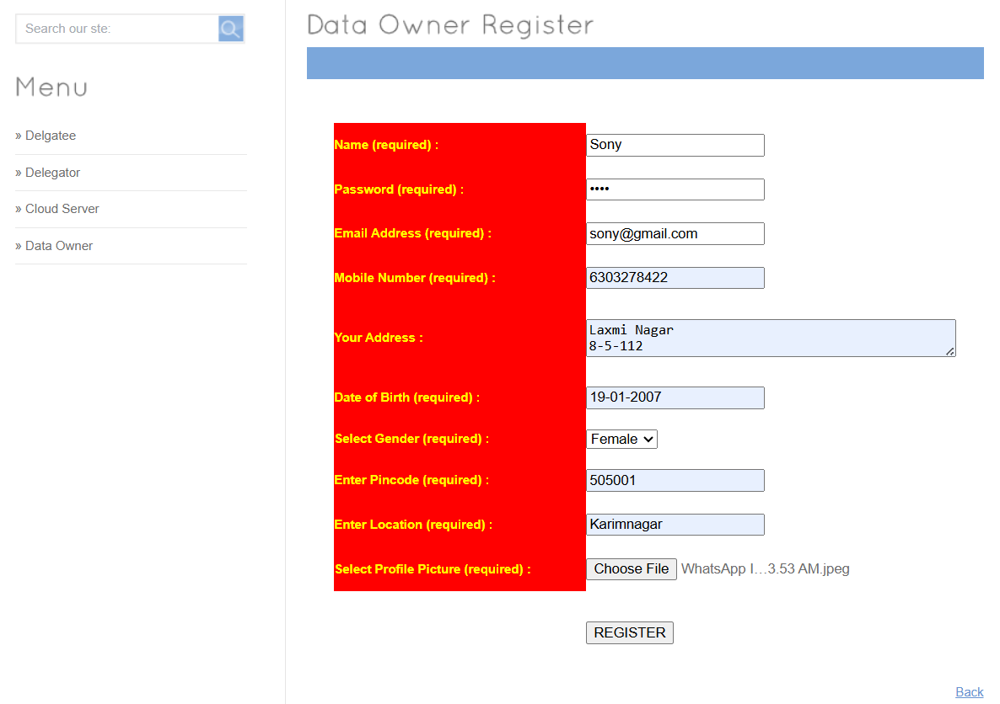 Search our ste:
Menu
» Delgatee
» Delegator
» Cloud Server
» Data Owner
Data Owner Register
Name (required) : Sony
Password (required) : ••••
Email Address (required) : sony@gmail.com
Mobile Number (required) : 6303278422
Your Address : Laxmi Nagar
8-5-112
Date of Birth (required) : 19-01-2007
Select Gender (required) : Female
Enter Pincode (required) : 505001
Enter Location (required) : Karimnagar
Select Profile Picture (required) : Choose File WhatsApp I…3.53 AM.jpeg
REGISTER
Back